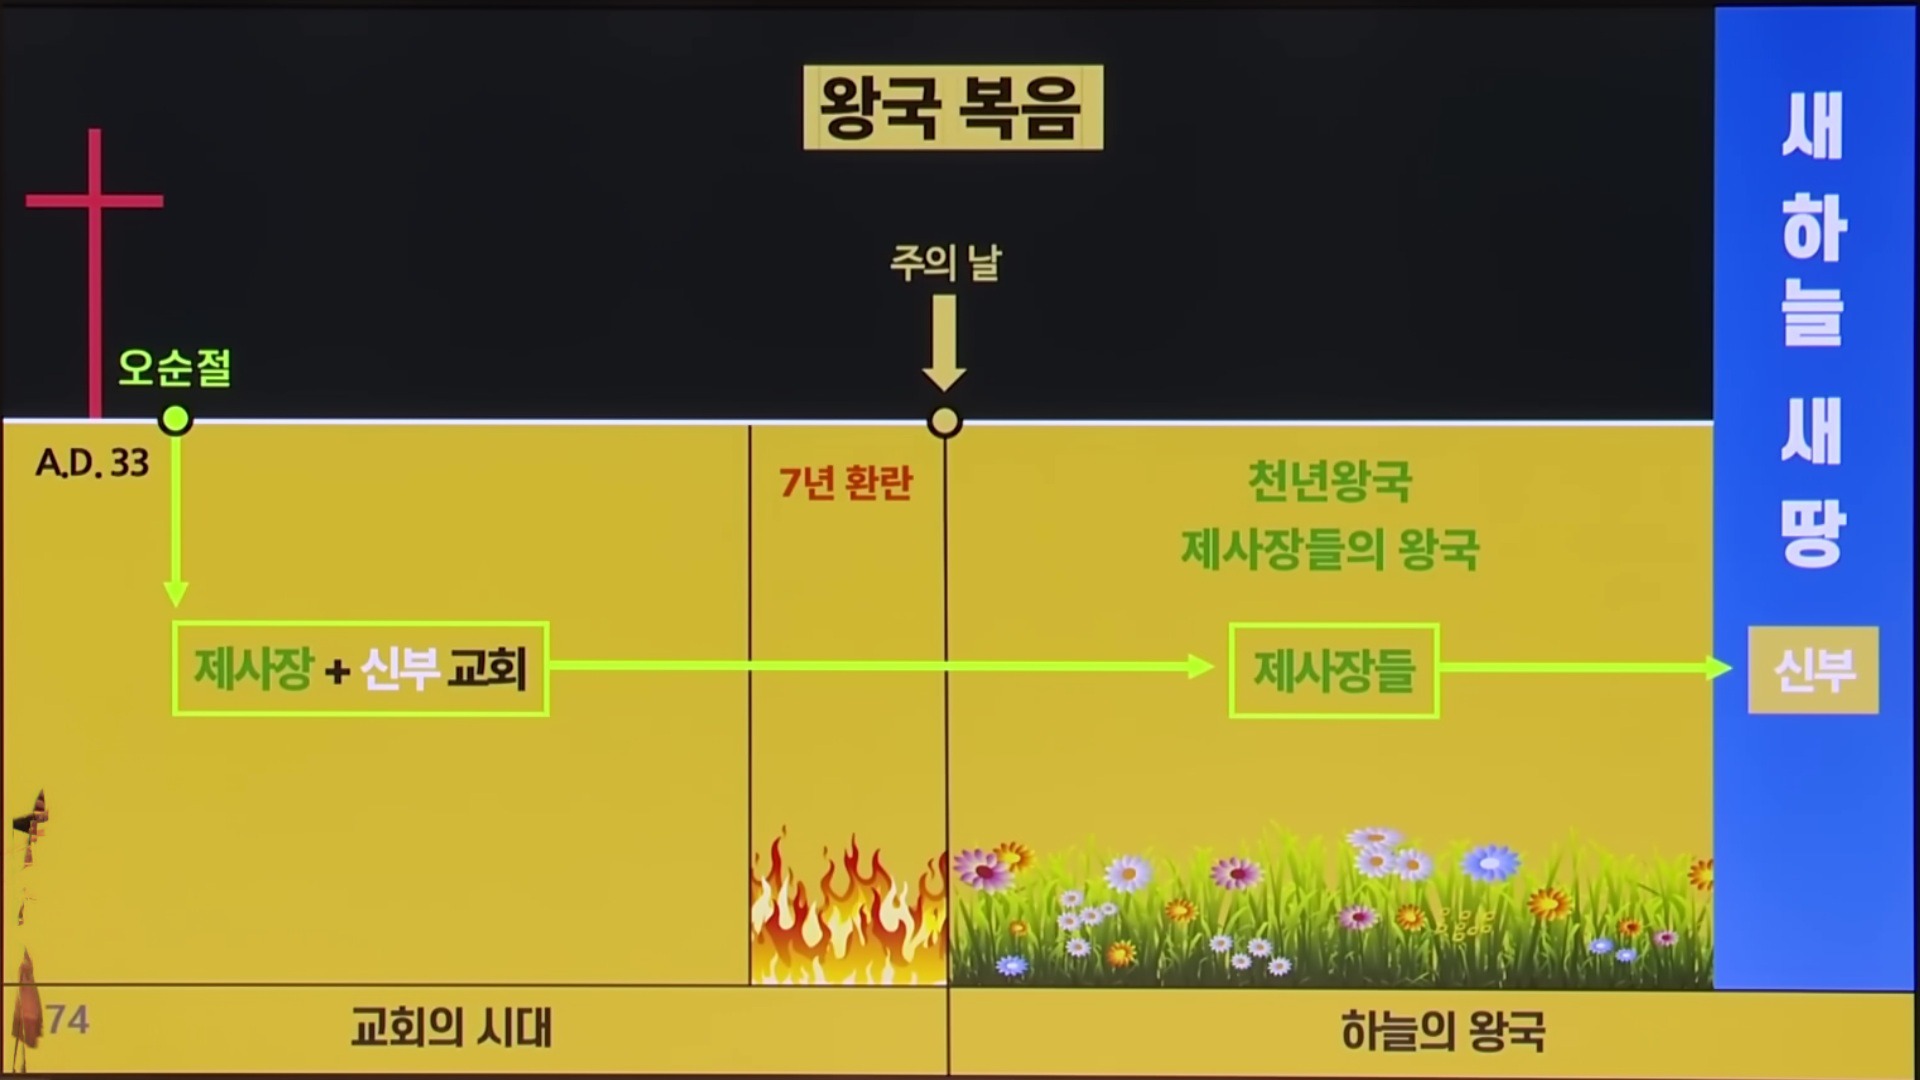 왕국 복음
주의 날
오순절
A.D. 33
7년 환란
천년왕국
제사장들의 왕국
제사장 + 신부 교회
제사장들
신부
새 하늘 새 땅
74
교회의 시대
하늘의 왕국